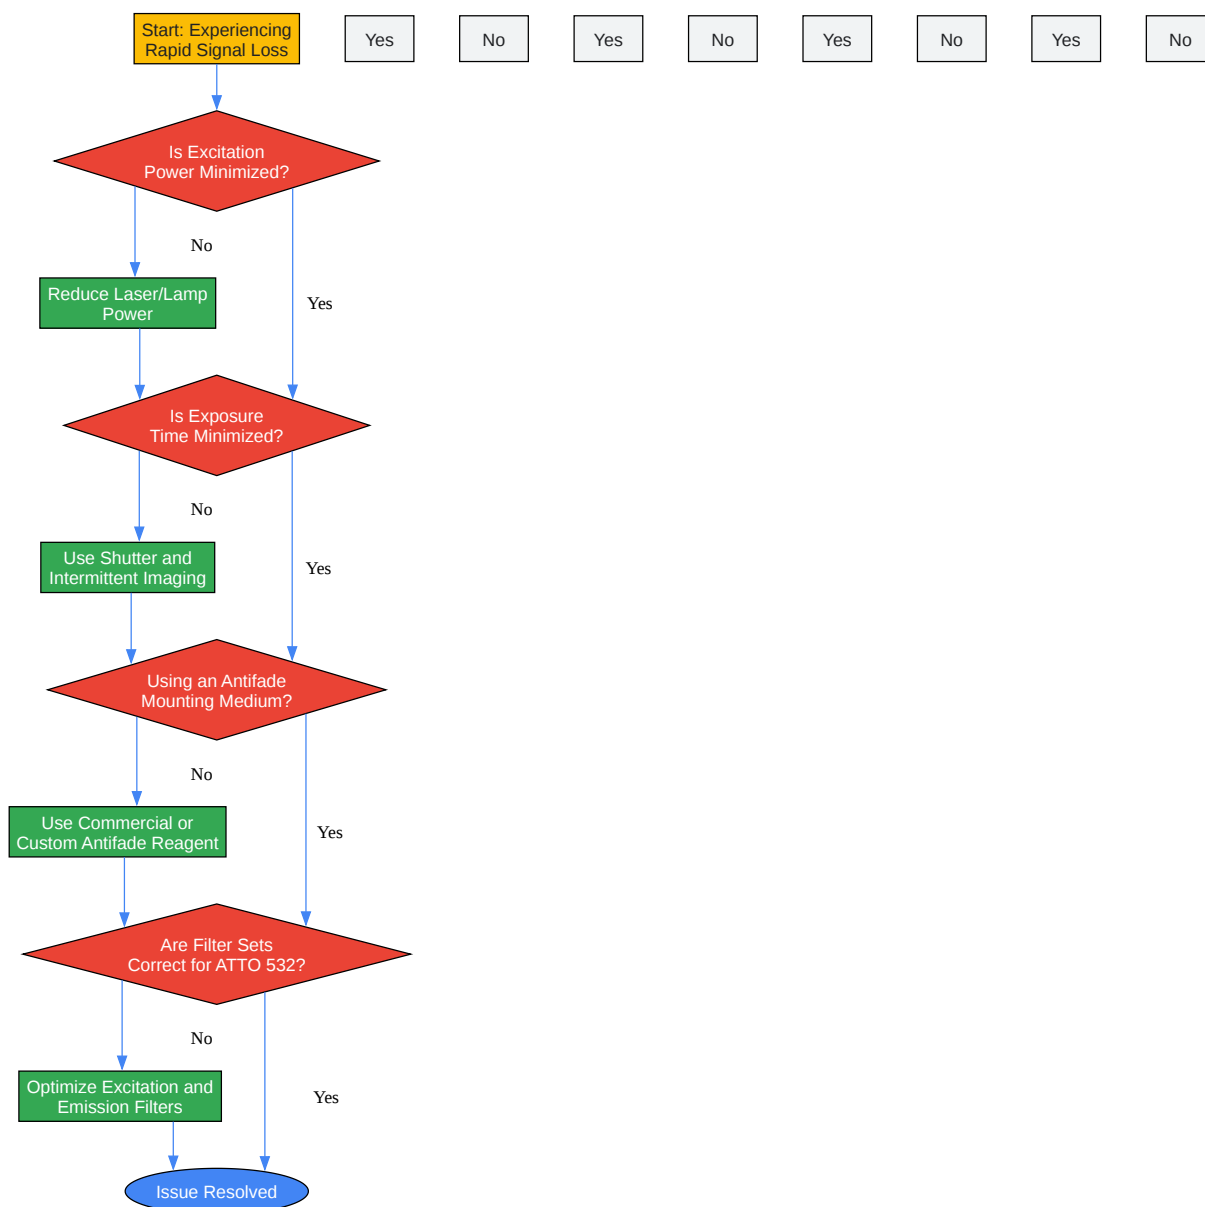 Start: Experiencing
Rapid Signal Loss
Yes
No
Yes
No
Yes
No
Yes
No
Is Excitation
Power Minimized?
No
Reduce Laser/Lamp
Power
Yes
Is Exposure
Time Minimized?
No
Use Shutter and
Intermittent Imaging
Yes
Using an Antifade
Mounting Medium?
No
Use Commercial or
Custom Antifade Reagent
Yes
Are Filter Sets
Correct for ATTO 532?
No
Optimize Excitation and
Emission Filters
Yes
Issue Resolved